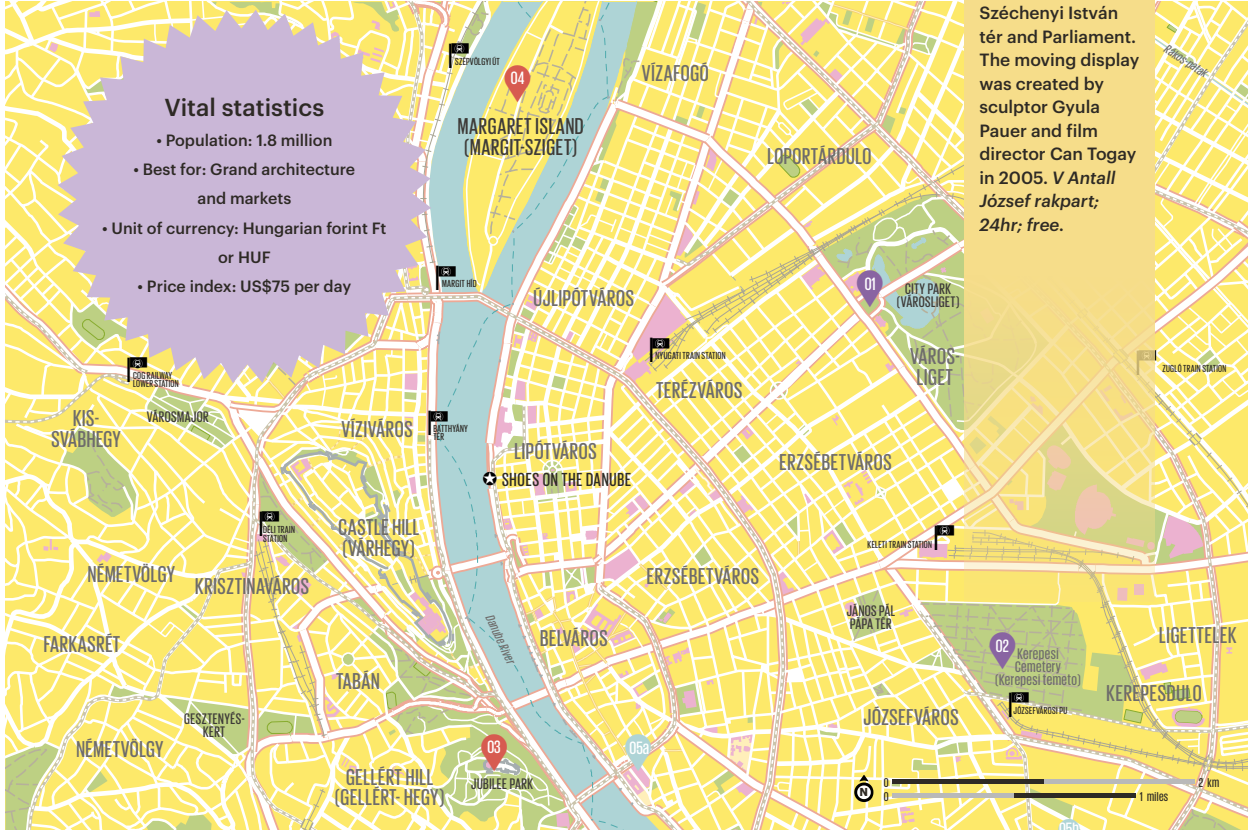 Vital statistics
• Population: 1.8 million
• Best for: Grand architecture
and markets
• Unit of currency: Hungarian forint Ft
or HUF
• Price index: US$75 per day
Széchenyi István
tér and Parliament.
The moving display
was created by
sculptor Gyula
Pauer and film
director Can Togay
in 2005. V Antall
József rakpart;
24hr; free.
SZÉPVÖLGYI ÚT
04
MARGARET ISLAND
(MARGIT-SZIGET)
VÍZAFOGÓ
Rákos-patak
LOPORTÁRDULO
MARGIT HÍD
ÚJLIPÓTVÁROS
01
CITY PARK
(VÁROSLIGET)
NYUGATI TRAIN STATION
TERÉZVÁROS
VÁROS-
LIGET
ZUGLÓ TRAIN STATION
COG RAILWAY
LOWER STATION
VÁROSMAJOR
KIS-
SVÁBHEGY
VÍZIVÁROS
BATTHYÁNY
TÉR
LIPÓTVÁROS
SHOES ON THE DANUBE
ERZSÉBETVÁROS
DÉLI TRAIN
STATION
CASTLE HILL
(VÁRHEGY)
KELETI TRAIN STATION
NÉMETVÖLGY
KRISZTINAVÁROS
ERZSÉBETVÁROS
JÁNOS PÁL
PÁPA TÉR
FARKASRÉT
Danube River
BELVÁROS
02
Kerepesi
Cemetery
(Kerepesi temeto)
LIGETTELEK
TABÁN
KEREPESDULO
JÓZSEFVÁROSI PU
GESZTENYÉS-
KERT
JÓZSEFVÁROS
NÉMETVÖLGY
03
JUBILEE PARK
05a
GELLÉRT HILL
(GELLÉRT- HEGY)
N
0
2 km
0
1 miles
05b